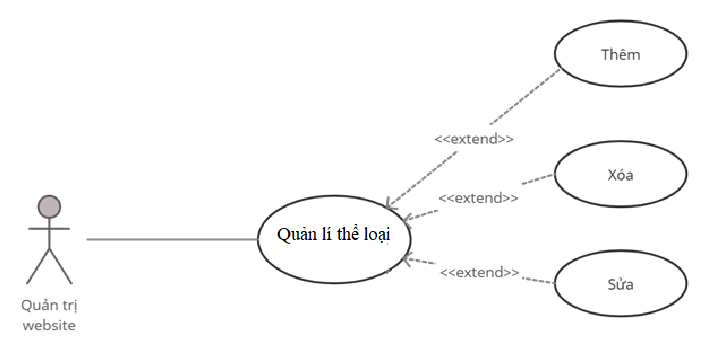 Thêm
<<extend>>
Xóa
<<extend>>
Quản lí thể loại
<<extend>>
Sửa
Quản trị
website